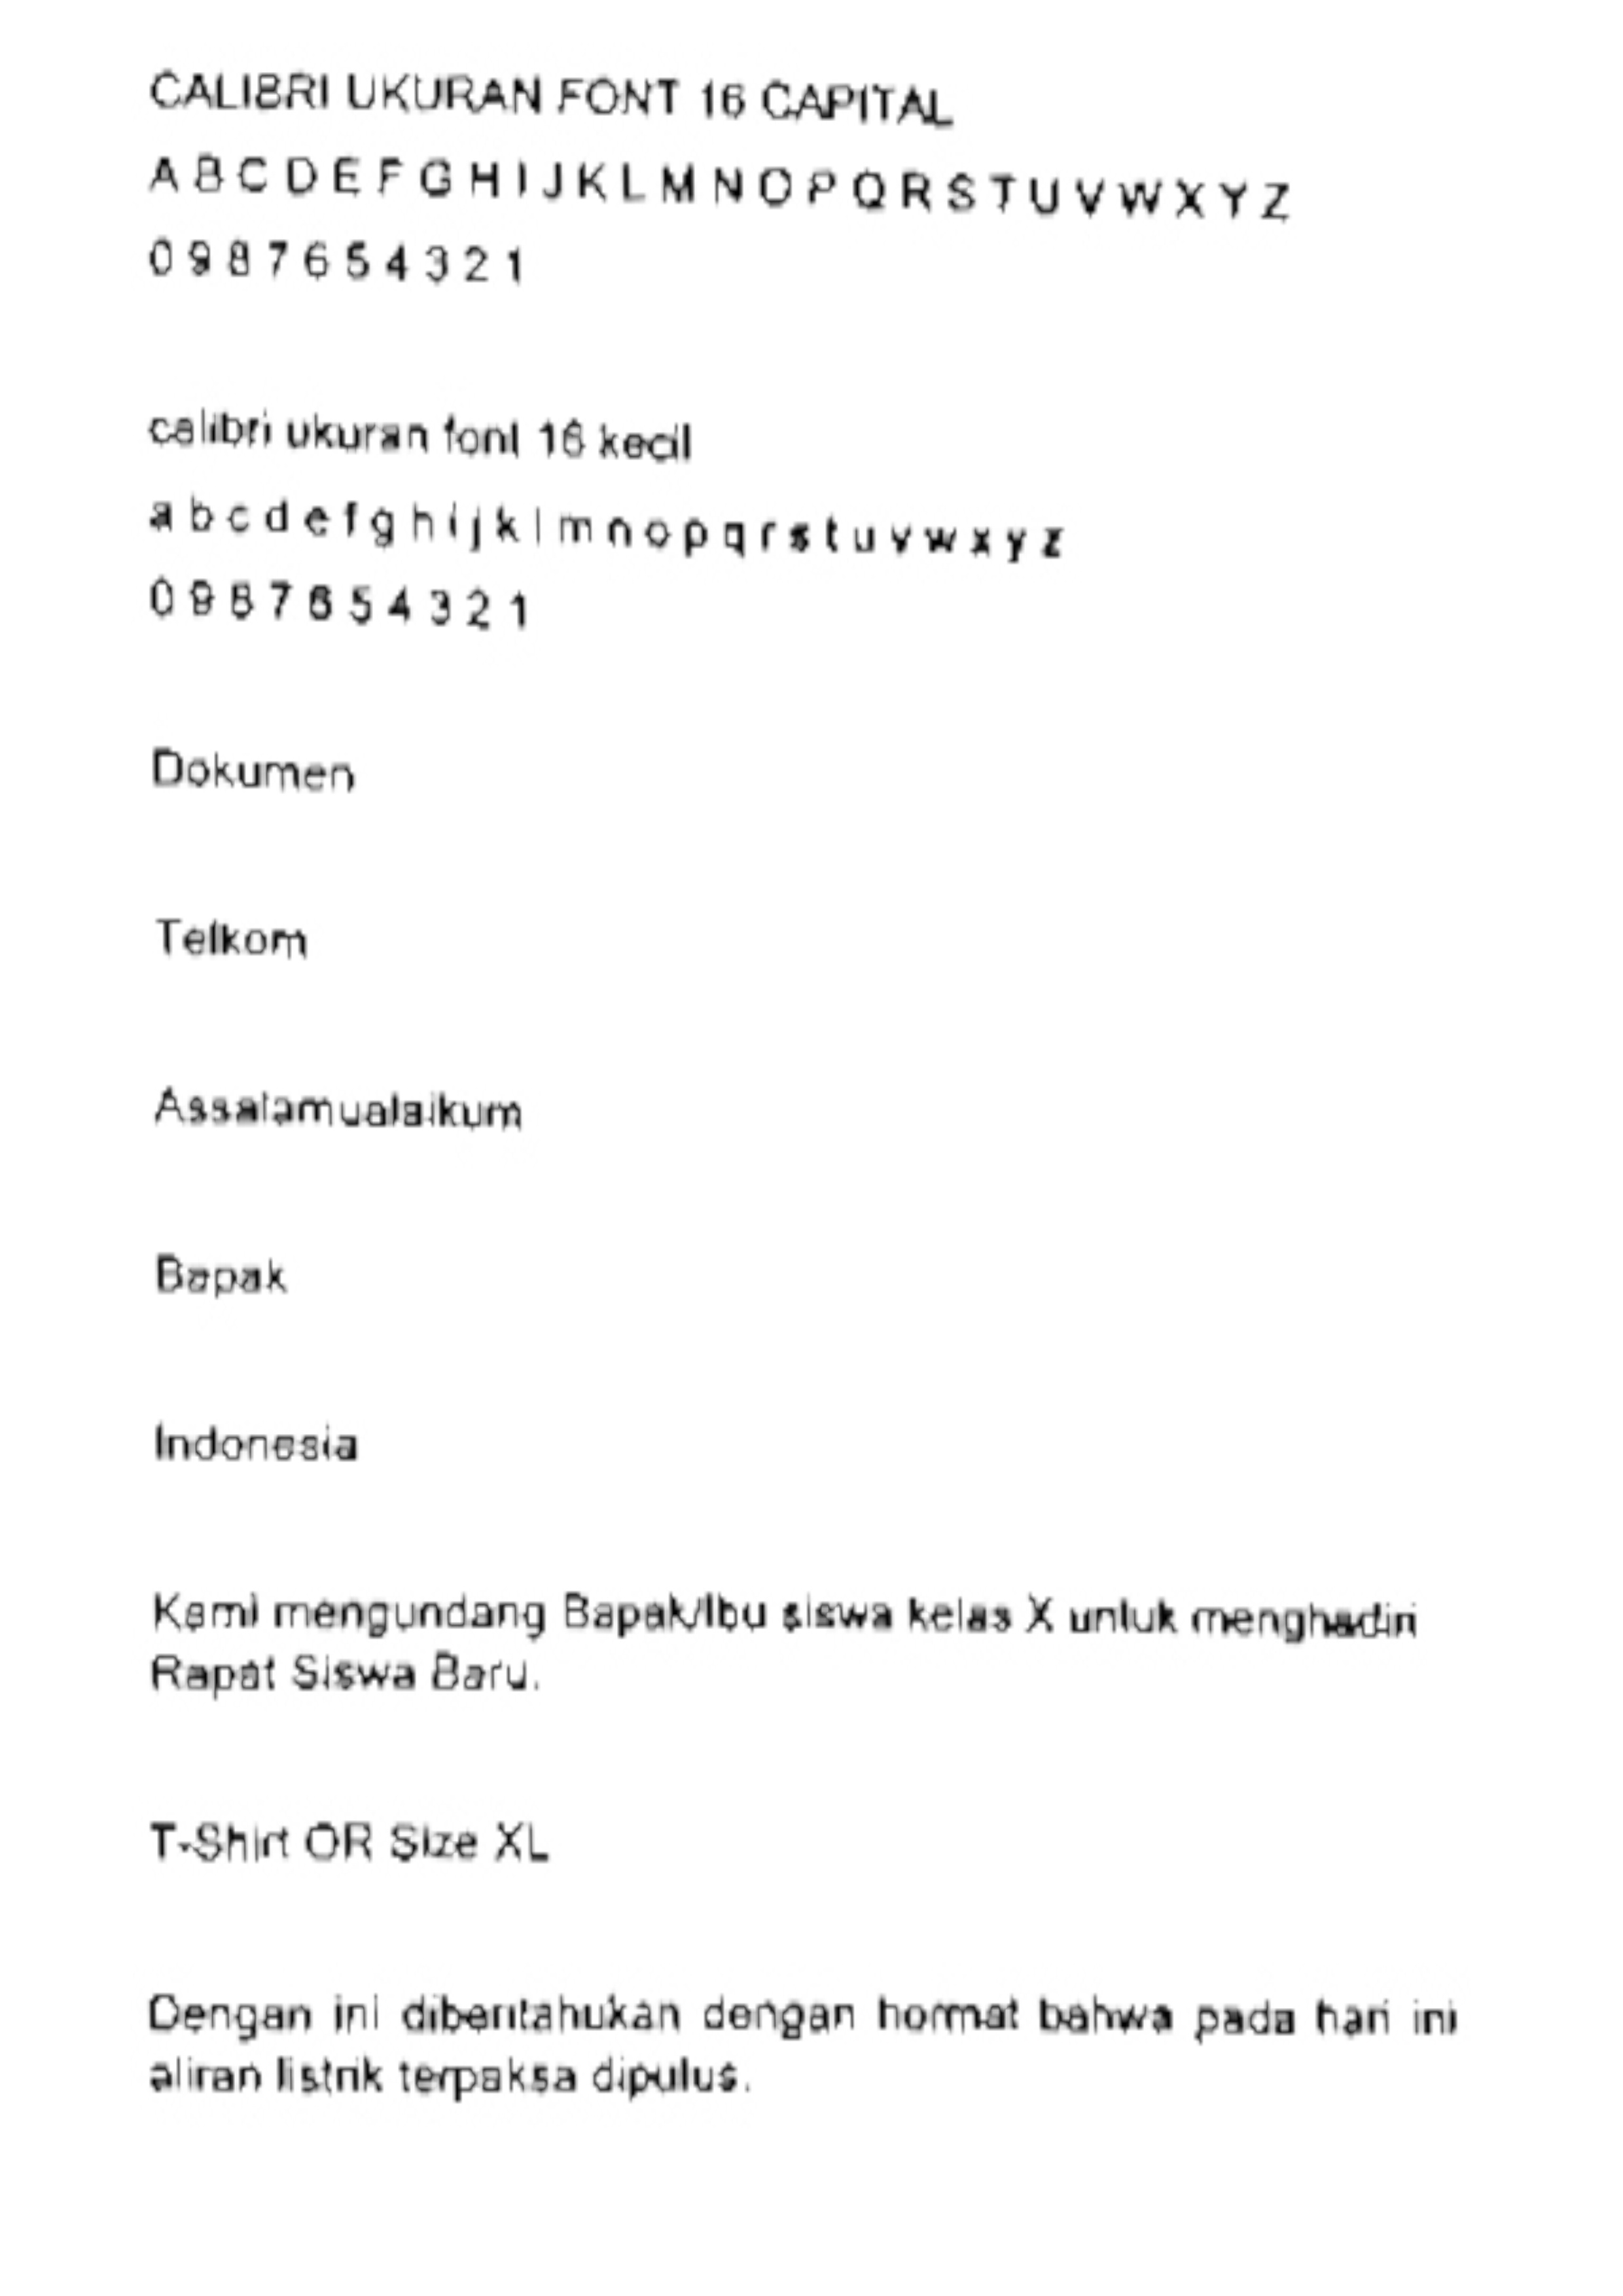 CALIBRI UKURAN FONT 16 CAPITAL
A B C D E F G H I J K L M N O P Q R S T U V W X Y Z
0 9 8 7 6 5 4 3 2 1
calibri ukuran font 16 kecil
a b c d e f g h i j k l m n o p q r s t u v w x y z
0 9 8 7 6 5 4 3 2 1
Dokumen
Telkom
Assalamualaikum
Bapak
Indonesia
Kami mengundang Bapak/Ibu siswa kelas X untuk menghadiri
Rapat Siswa Baru.
T-Shirt OR Size XL
Dengan ini diberitahukan dengan hormat bahwa pada hari ini
aliran listrik terpaksa diputus.